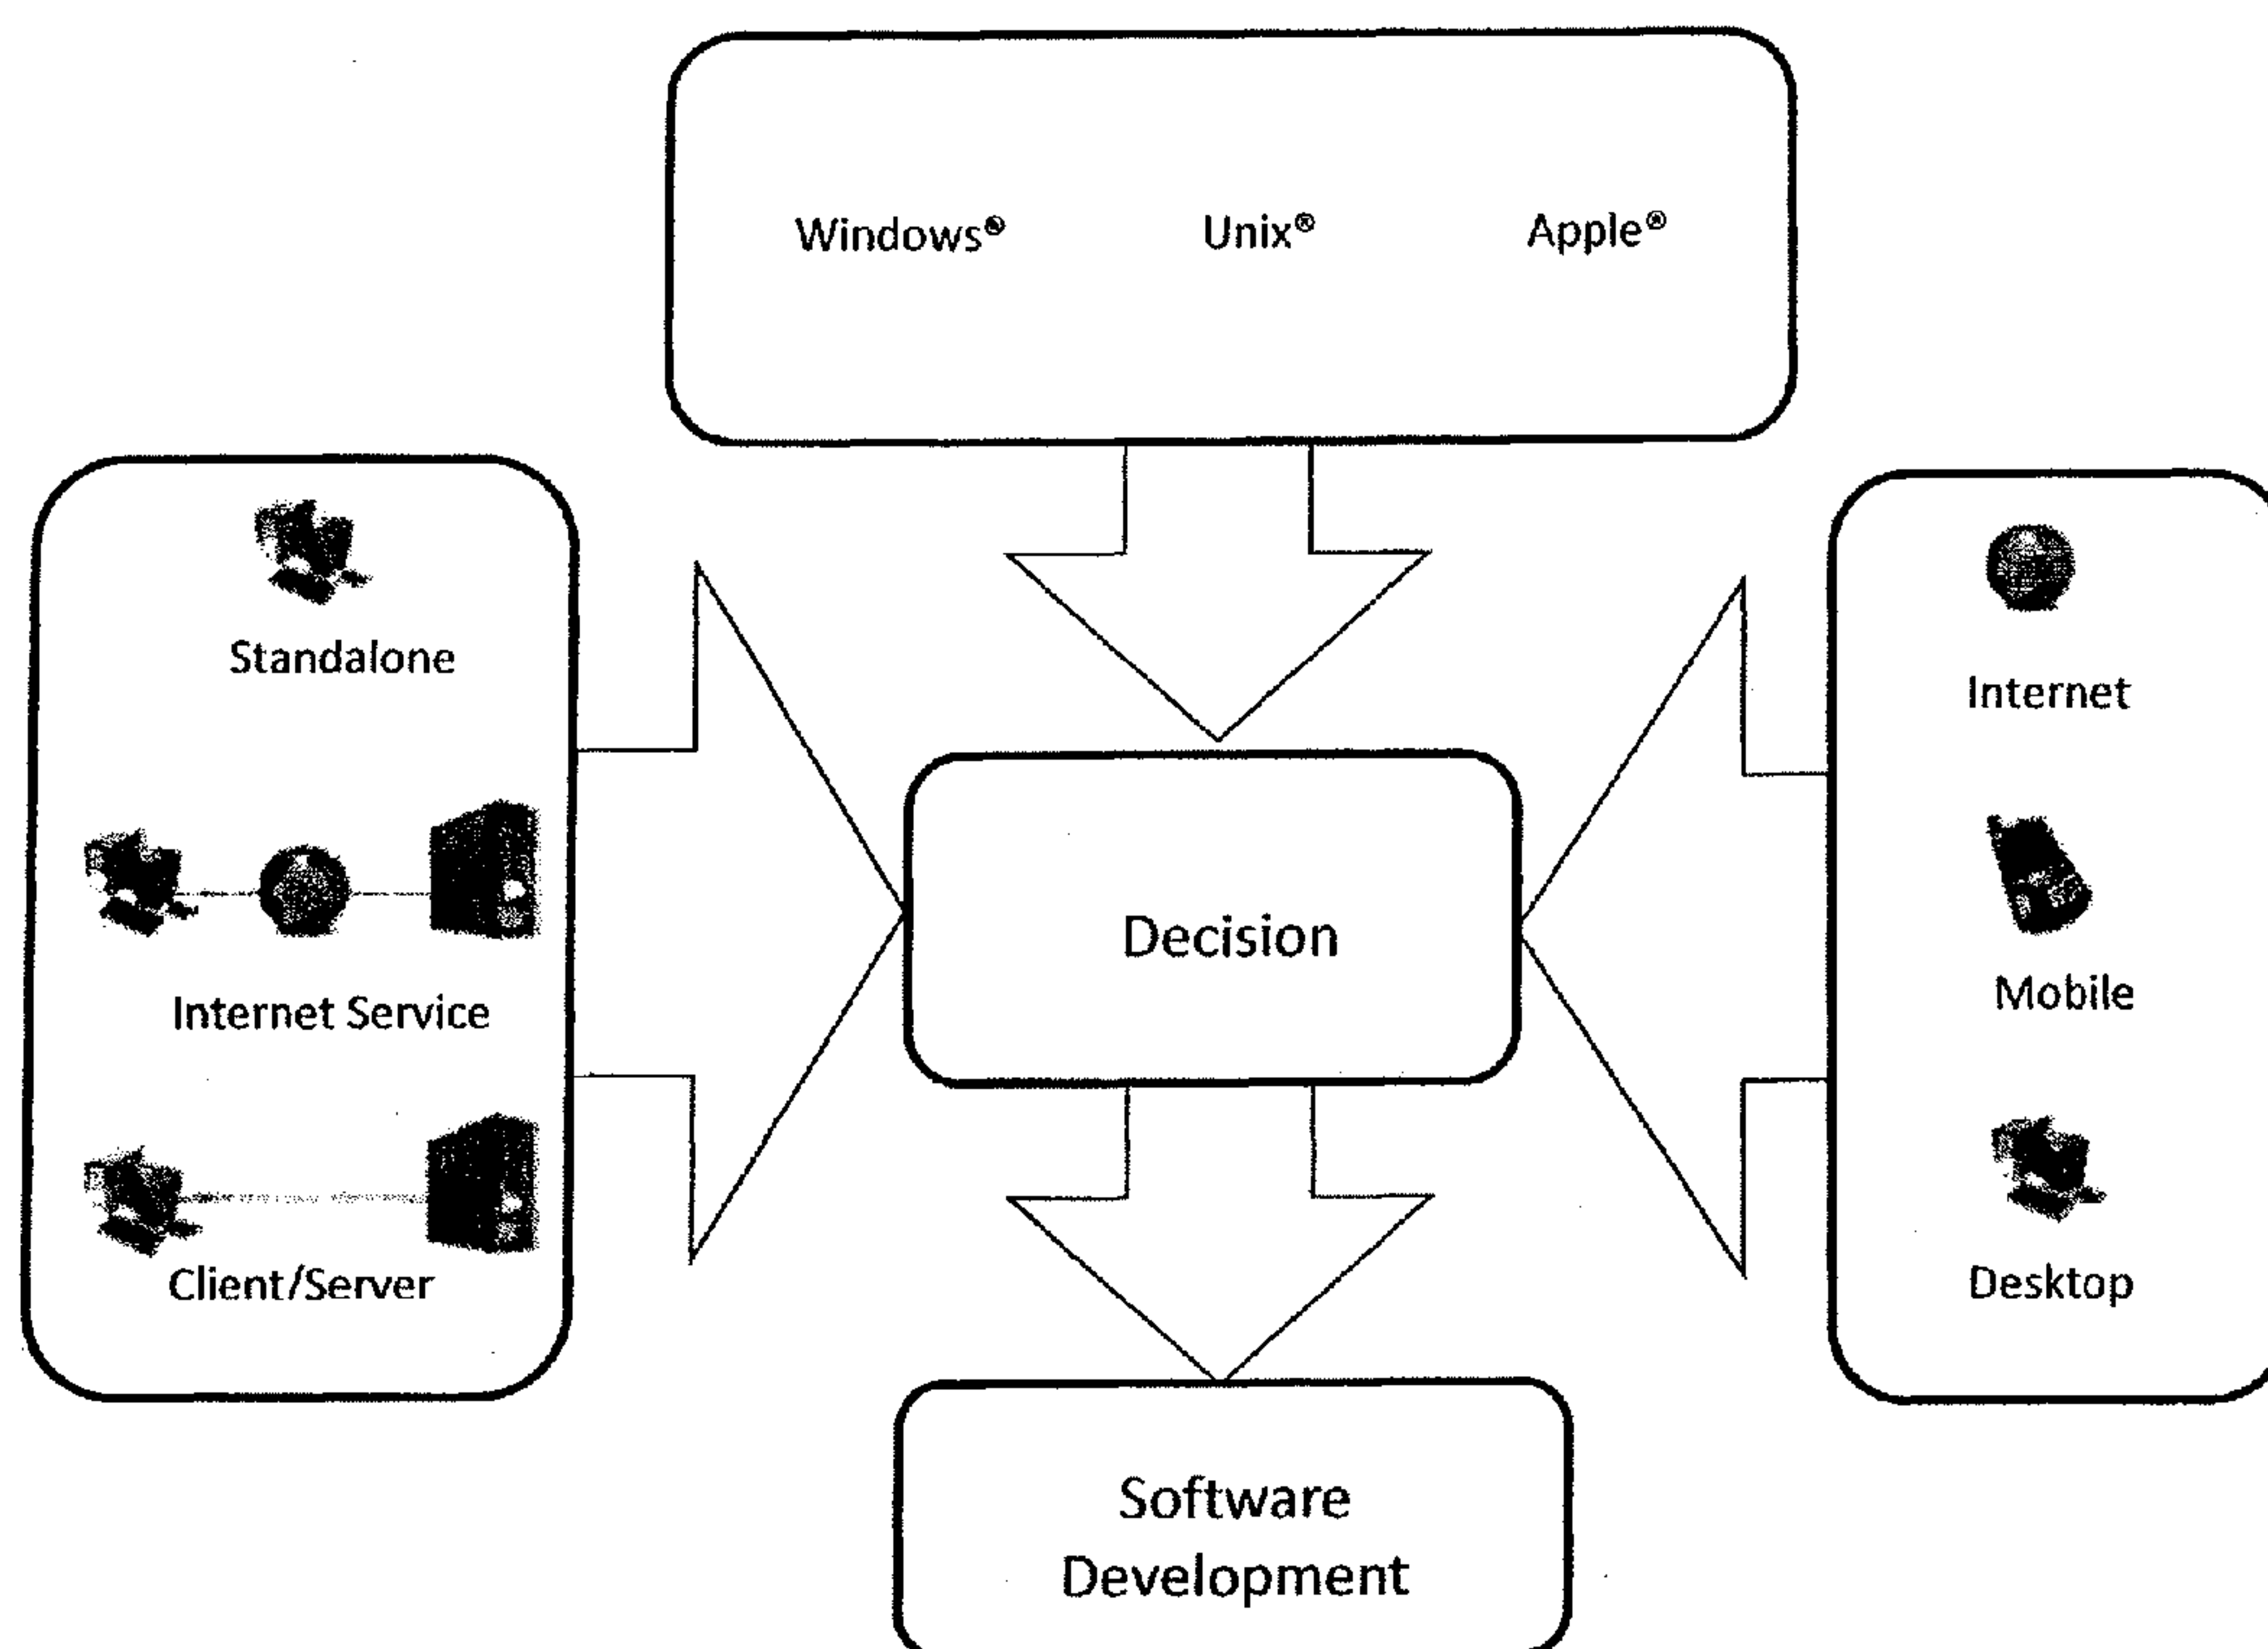 Windows® Unix® Apple®
Standalone
Internet Service
Client/Server
Decision
Internet
Mobile
Desktop
Software
Development